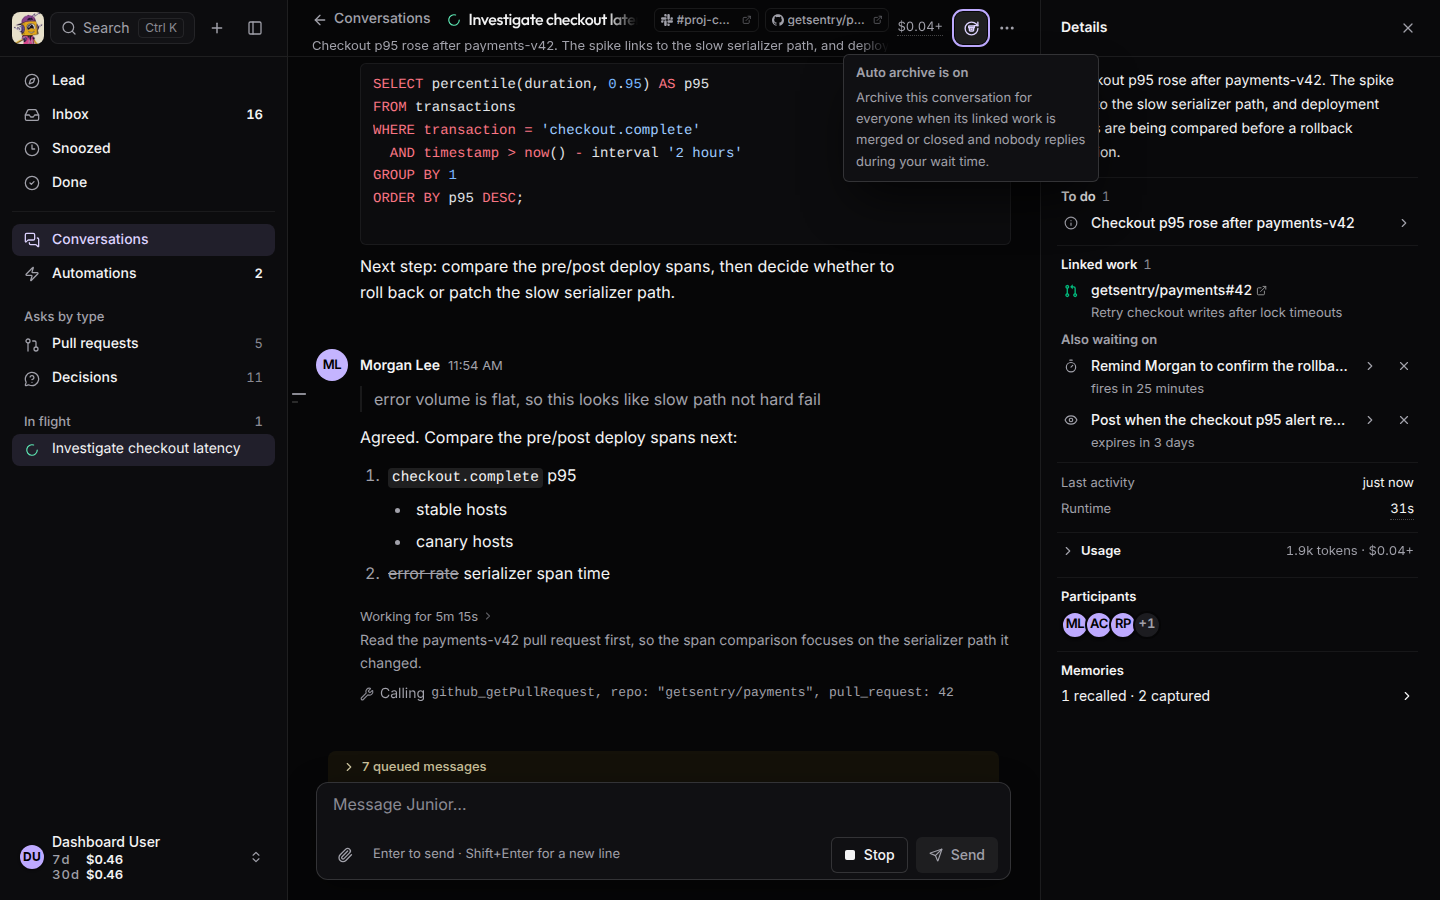 Search Ctrl K
Lead
Inbox 16
Snoozed
Done
Conversations
Automations 2
Asks by type
Pull requests 5
Decisions 11
In flight 1
Investigate checkout latency
DU Dashboard User
7d $0.46
30d $0.46
Conversations Investigate checkout late #proj-c... getsentry/p... $0.04+
Checkout p95 rose after payments-v42. The spike links to the slow serializer path, and deploy
Auto archive is on
Archive this conversation for
everyone when its linked work is
merged or closed and nobody replies
during your wait time.
SELECT percentile(duration, 0.95) AS p95
FROM transactions
WHERE transaction = 'checkout.complete'
AND timestamp > now() - interval '2 hours'
GROUP BY 1
ORDER BY p95 DESC;
Next step: compare the pre/post deploy spans, then decide whether to
roll back or patch the slow serializer path.
ML Morgan Lee 11:54 AM
error volume is flat, so this looks like slow path not hard fail
Agreed. Compare the pre/post deploy spans next:
1. checkout.complete p95
• stable hosts
• canary hosts
2. error rate serializer span time
Working for 5m 15s
Read the payments-v42 pull request first, so the span comparison focuses on the serializer path it
changed.
Calling github_getPullRequest, repo: "getsentry/payments", pull_request: 42
7 queued messages
Message Junior...
Enter to send · Shift+Enter for a new line
Stop Send
Details
kout p95 rose after payments-v42. The spike
o the slow serializer path, and deployment
are being compared before a rollback
on.
To do 1
Checkout p95 rose after payments-v42
Linked work 1
getsentry/payments#42
Retry checkout writes after lock timeouts
Also waiting on
Remind Morgan to confirm the rollba...
fires in 25 minutes
Post when the checkout p95 alert re...
expires in 3 days
Last activity just now
Runtime 31s
Usage 1.9k tokens · $0.04+
Participants
ML AC RP +1
Memories
1 recalled · 2 captured